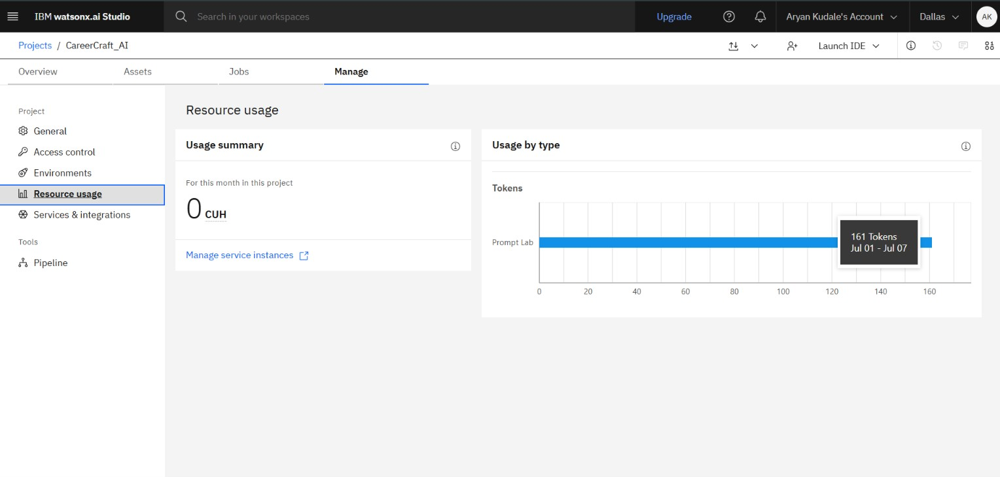 IBM watsonx.ai Studio
Search in your workspaces
Upgrade
Aryan Kudale's Account
Dallas
AK
Projects / CareerCraft_AI
Launch IDE
Overview
Assets
Jobs
Manage
Project
General
Access control
Environments
Resource usage
Services & integrations
Tools
Pipeline
Resource usage
Usage summary
For this month in this project
0 CUH
Manage service instances
Usage by type
Tokens
Prompt Lab
161 Tokens
Jul 01 - Jul 07
0 20 40 60 80 100 120 140 160